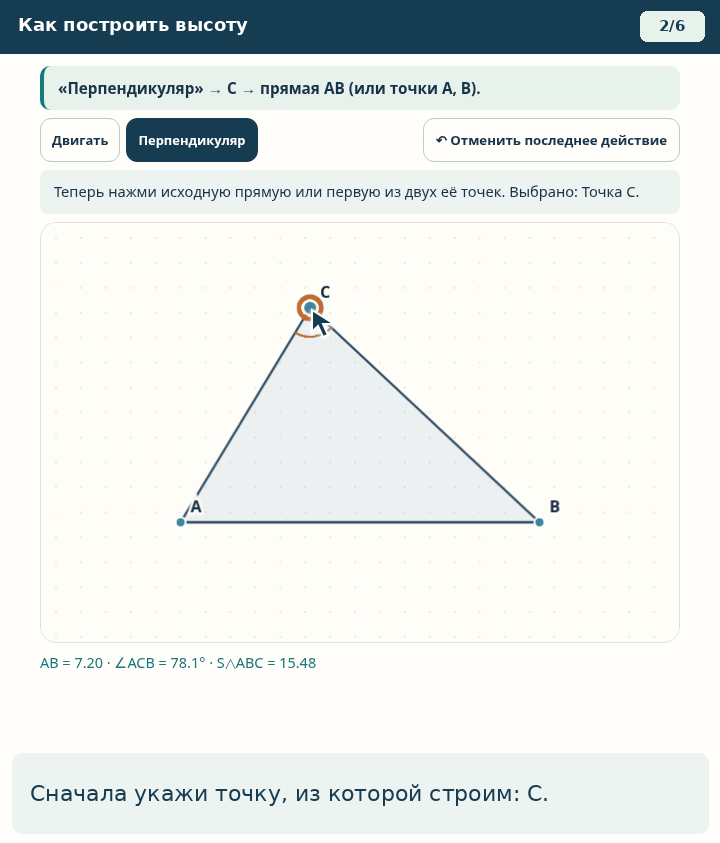 Как построить высоту
2/6
«Перпендикуляр» → C → прямая AB (или точки A, B).
Двигать
Перпендикуляр
↶ Отменить последнее действие
Теперь нажми исходную прямую или первую из двух её точек. Выбрано: Точка C.
C
A
B
AB = 7.20 · ∠ACB = 78.1° · S△ABC = 15.48
Сначала укажи точку, из которой строим: C.